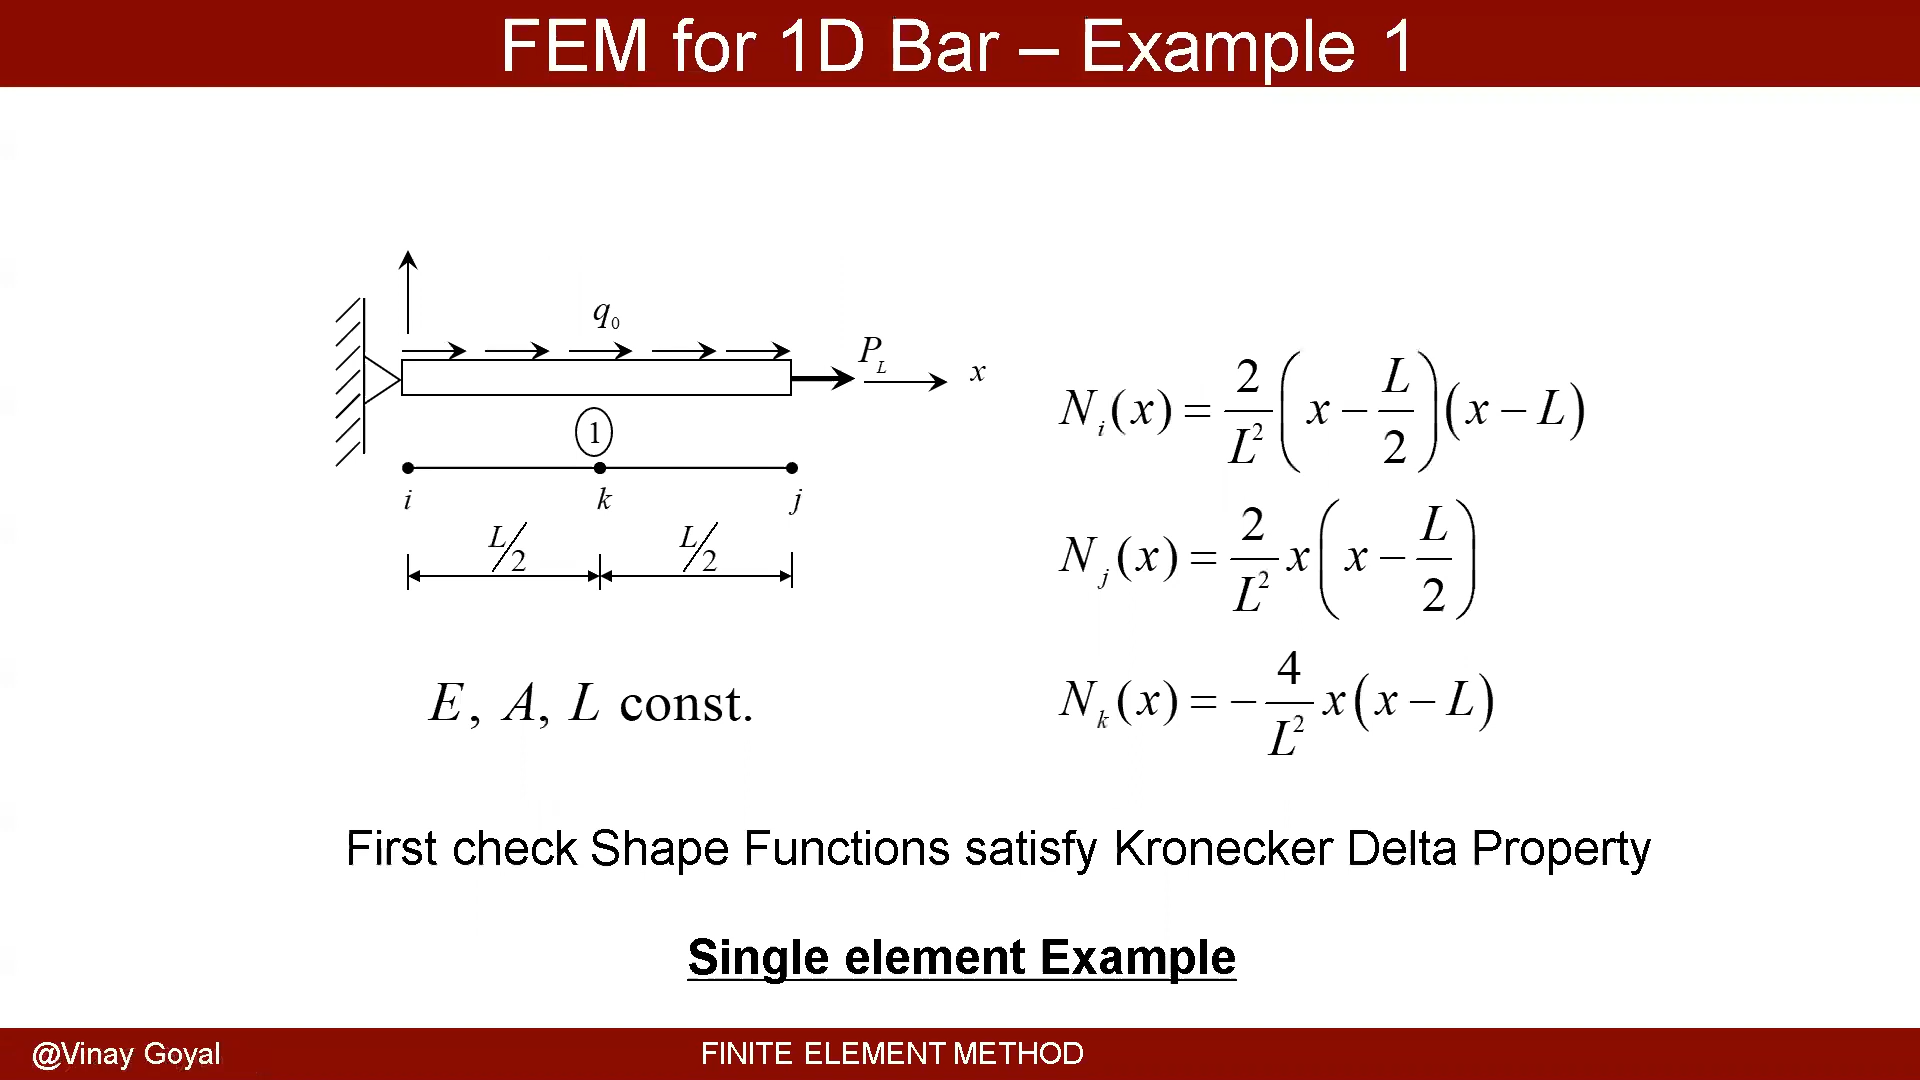 FEM for 1D Bar – Example 1
q₀
P_L
x
1
i k j
L/2 L/2
E, A, L const.
N_i(x) = 2/L² (x − L/2)(x − L)
N_j(x) = 2/L² x(x − L/2)
N_k(x) = − 4/L² x(x − L)
First check Shape Functions satisfy Kronecker Delta Property
Single element Example
@Vinay Goyal
FINITE ELEMENT METHOD